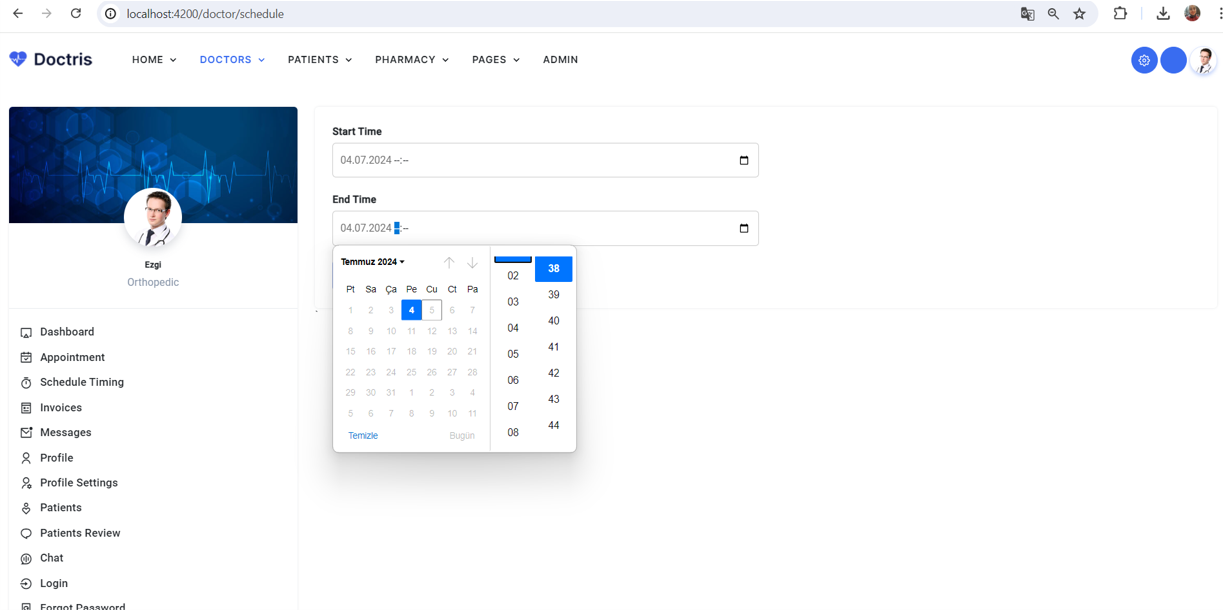 localhost:4200/doctor/schedule
Doctris
HOME
DOCTORS
PATIENTS
PHARMACY
PAGES
ADMIN
Ezgi
Orthopedic
Dashboard
Appointment
Schedule Timing
Invoices
Messages
Profile
Profile Settings
Patients
Patients Review
Chat
Login
Forgot Password
Start Time
04.07.2024 --:--
End Time
04.07.2024 --:--
Temmuz 2024
Pt Sa Ça Pe Cu Ct Pa
1 2 3 4 5 6 7
8 9 10 11 12 13 14
15 16 17 18 19 20 21
22 23 24 25 26 27 28
29 30 31 1 2 3 4
5 6 7 8 9 10 11
Temizle Bugün
02
03
04
05
06
07
08
38
39
40
41
42
43
44